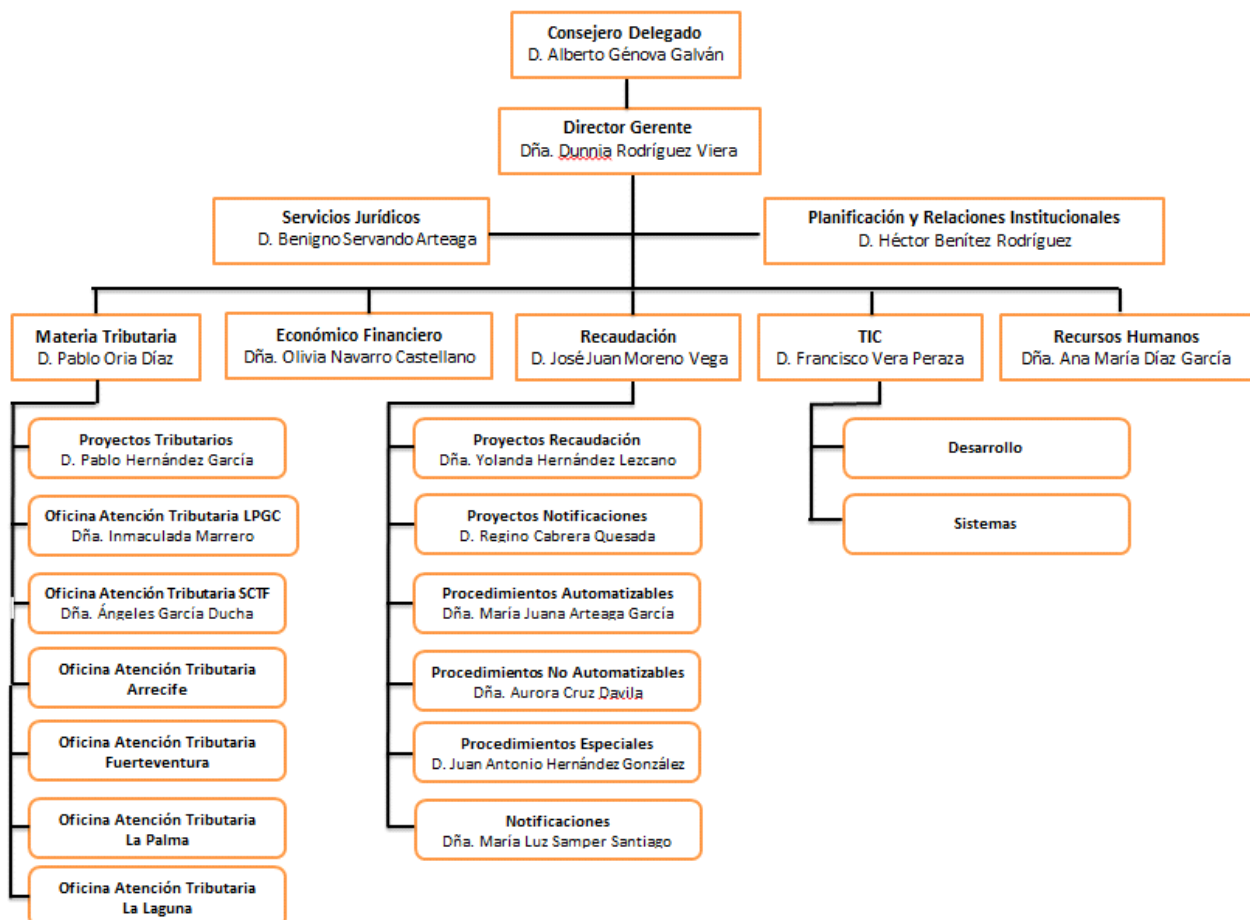 Consejero Delegado
D. Alberto Génova Galván
Director Gerente
Dña. Dunnia Rodríguez Viera
Servicios Jurídicos
D. Benigno Servando Arteaga
Planificación y Relaciones Institucionales
D. Héctor Benítez Rodríguez
Materia Tributaria
D. Pablo Oria Díaz
Económico Financiero
Dña. Olivia Navarro Castellano
Recaudación
D. José Juan Moreno Vega
TIC
D. Francisco Vera Peraza
Recursos Humanos
Dña. Ana María Díaz García
Proyectos Tributarios
D. Pablo Hernández García
Oficina Atención Tributaria LPGC
Dña. Inmaculada Marrero
Oficina Atención Tributaria SCTF
Dña. Ángeles García Ducha
Oficina Atención Tributaria
Arrecife
Oficina Atención Tributaria
Fuerteventura
Oficina Atención Tributaria
La Palma
Oficina Atención Tributaria
La Laguna
Proyectos Recaudación
Dña. Yolanda Hernández Lezcano
Proyectos Notificaciones
D. Regino Cabrera Quesada
Procedimientos Automatizables
Dña. María Juana Arteaga García
Procedimientos No Automatizables
Dña. Aurora Cruz Davila
Procedimientos Especiales
D. Juan Antonio Hernández González
Notificaciones
Dña. María Luz Samper Santiago
Desarrollo
Sistemas